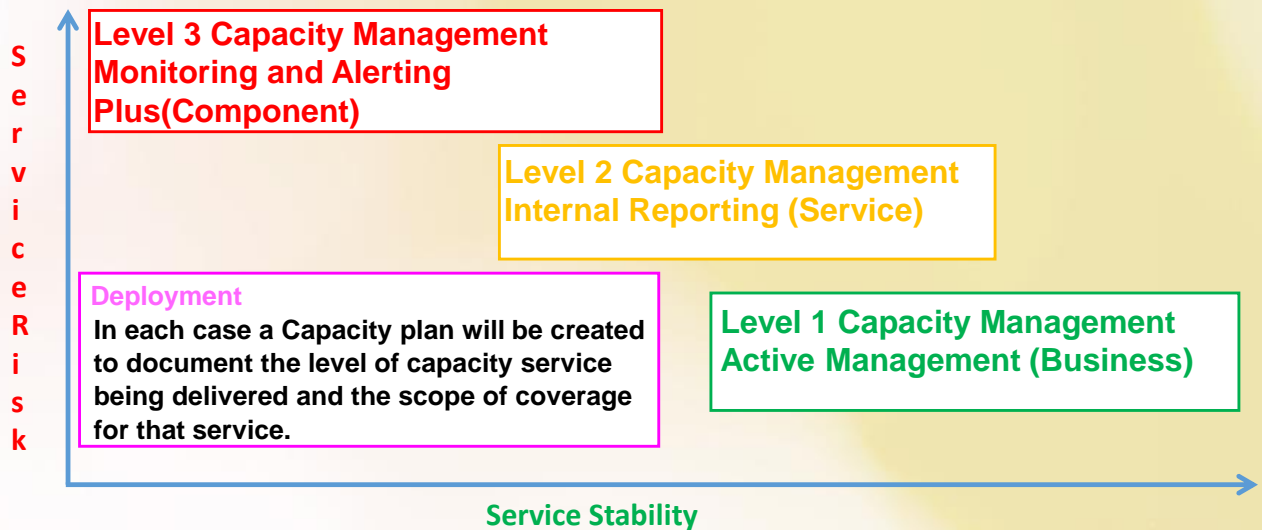 Service Risk
Level 3 Capacity Management
Monitoring and Alerting
Plus(Component)
Level 2 Capacity Management
Internal Reporting (Service)
Deployment
In each case a Capacity plan will be created
to document the level of capacity service
being delivered and the scope of coverage
for that service.
Level 1 Capacity Management
Active Management (Business)
Service Stability